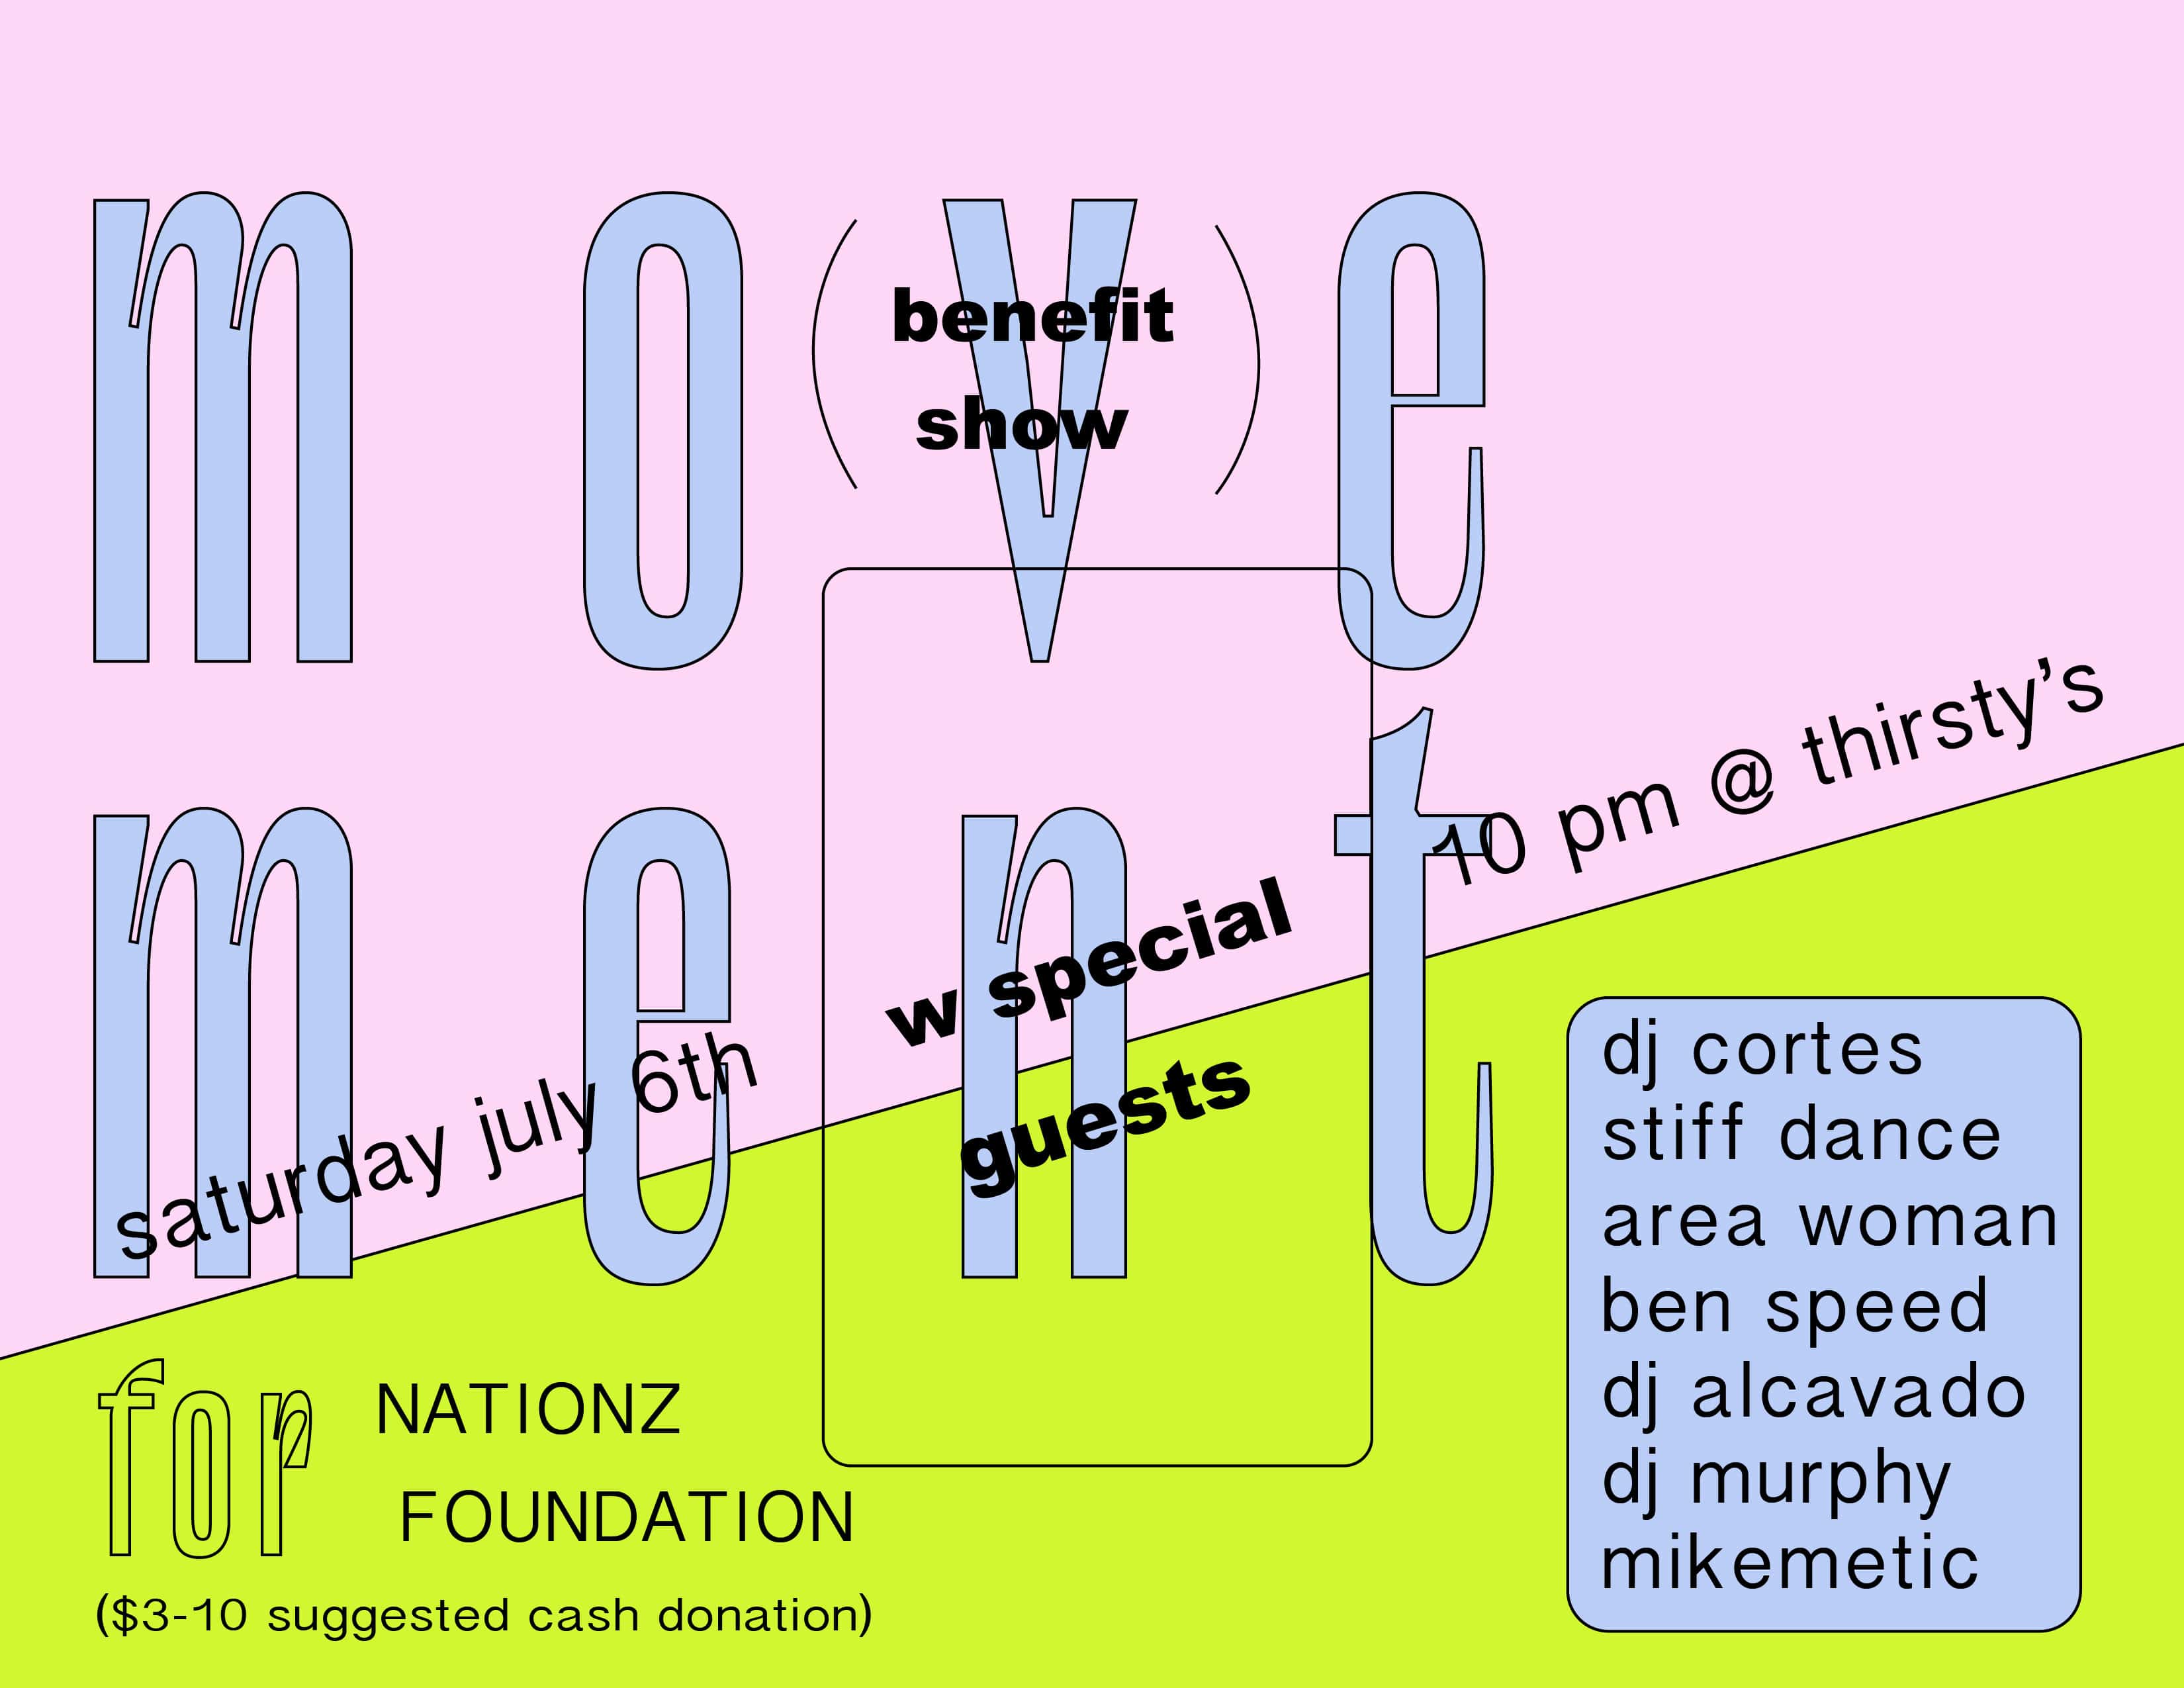 move
(benefit
show)
ment
saturday july 6th
w special
guests
10 pm @ thirsty’s
for
NATIONZ
FOUNDATION
($3-10 suggested cash donation)
dj cortes
stiff dance
area woman
ben speed
dj alcavado
dj murphy
mikemetic